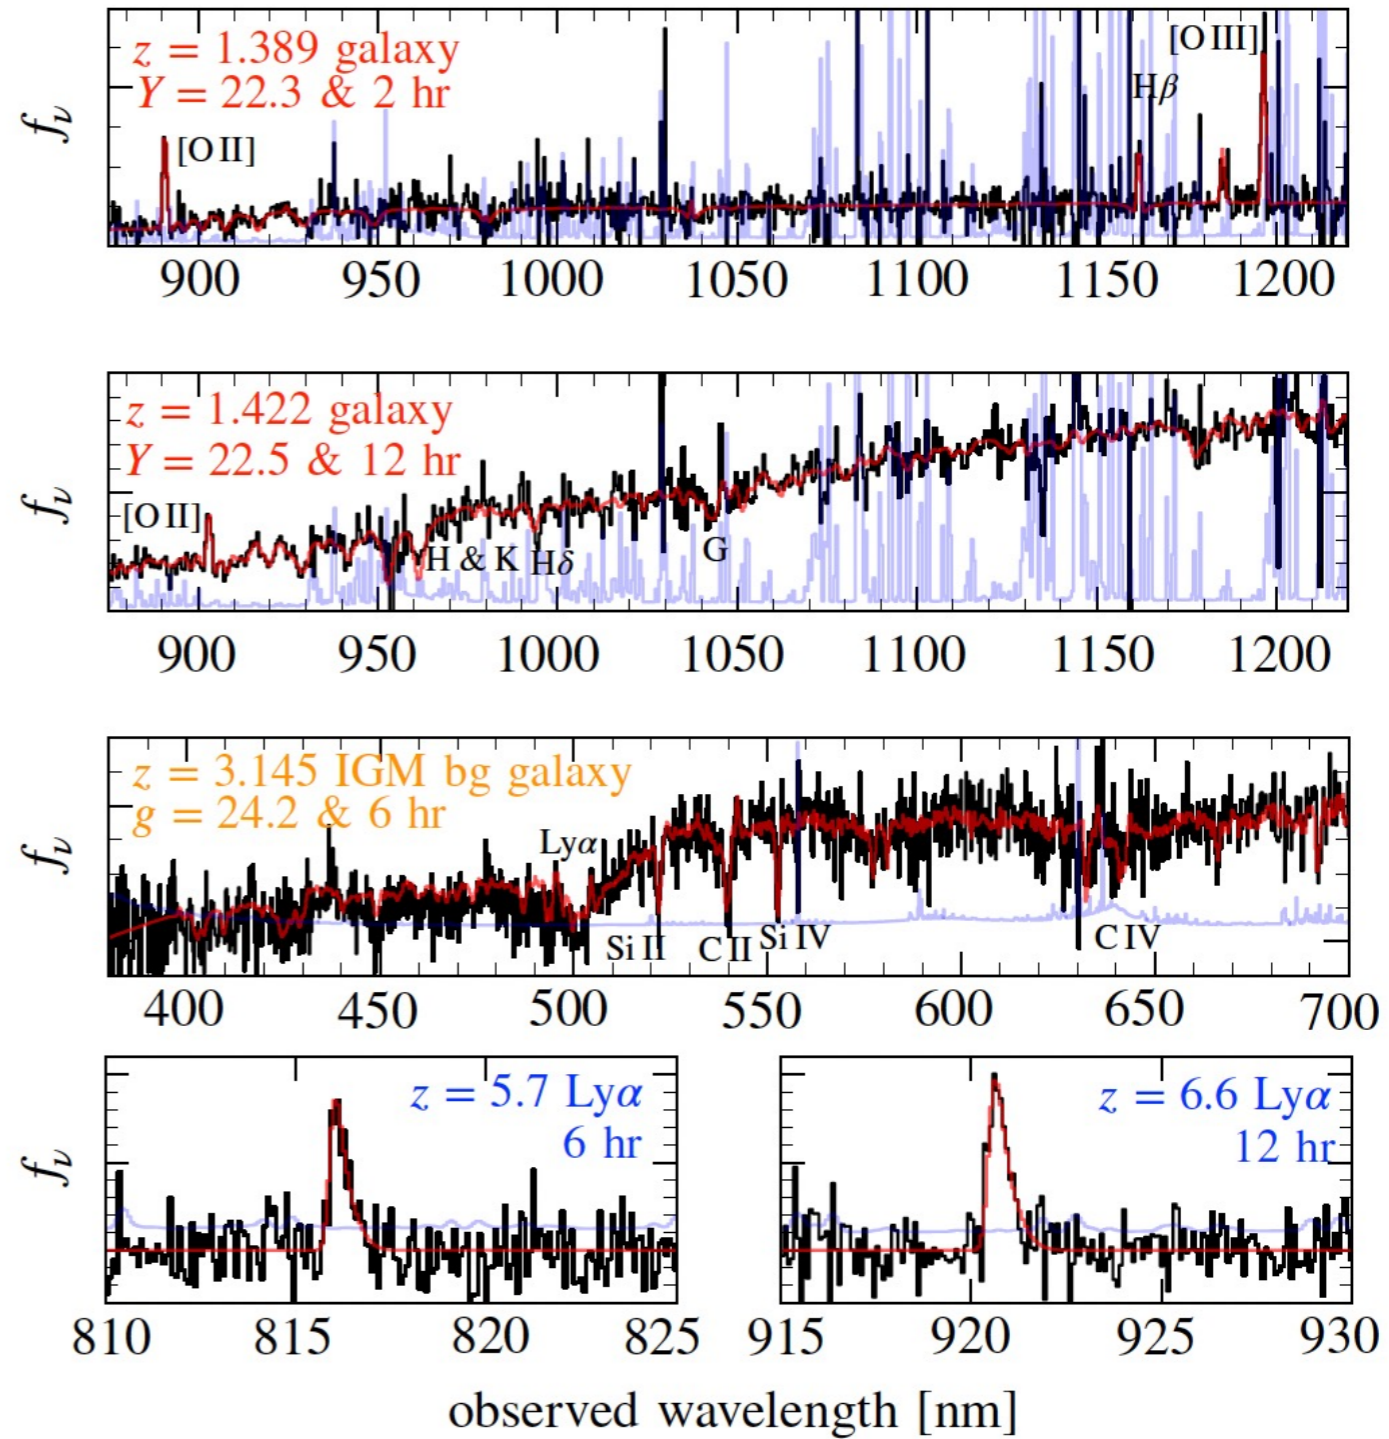 z = 1.389 galaxy
Y = 22.3 & 2 hr
[O II]
Hβ
[O III]
fν
900 950 1000 1050 1100 1150 1200
z = 1.422 galaxy
Y = 22.5 & 12 hr
[O II]
H & K
Hδ
G
fν
900 950 1000 1050 1100 1150 1200
z = 3.145 IGM bg galaxy
g = 24.2 & 6 hr
Lyα
Si II
C II
Si IV
C IV
fν
400 450 500 550 600 650 700
z = 5.7 Lyα
6 hr
fν
810 815 820 825
z = 6.6 Lyα
12 hr
915 920 925 930
observed wavelength [nm]